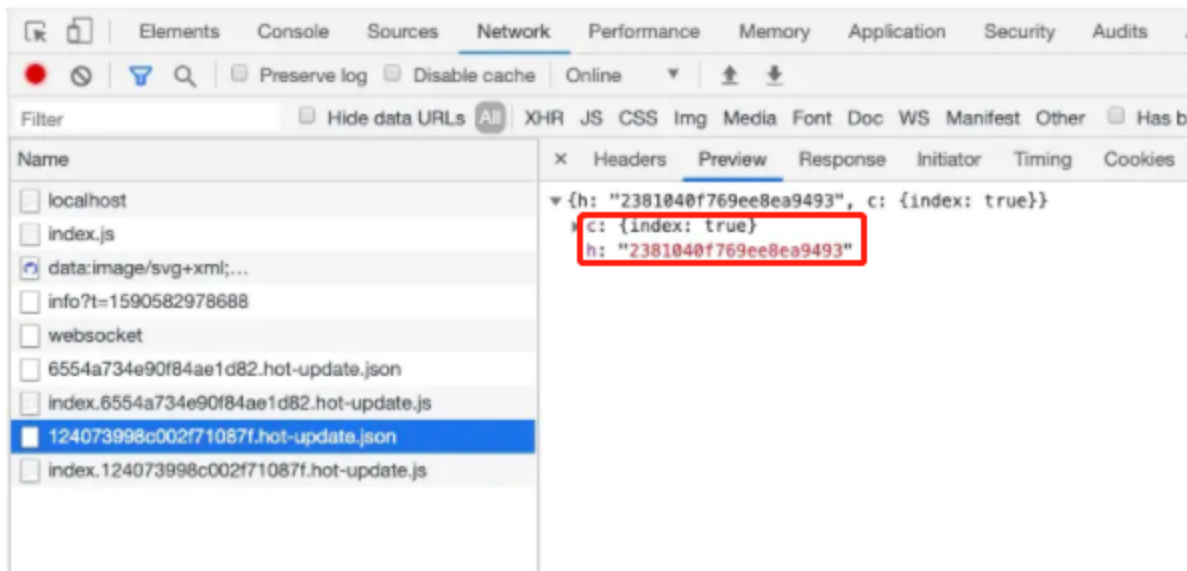 Elements Console Sources Network Performance Memory Application Security Audits
Preserve log Disable cache Online
Filter Hide data URLs All XHR JS CSS Img Media Font Doc WS Manifest Other Has b
Name × Headers Preview Response Initiator Timing Cookies
localhost
index.js
data:image/svg+xml;...
info?t=1590582978688
websocket
6554a734e90f84ae1d82.hot-update.json
index.6554a734e90f84ae1d82.hot-update.js
124073998c002f71087f.hot-update.json
index.124073998c002f71087f.hot-update.js
▼{h: "2381040f769ee8ea9493", c: {index: true}}
c: {index: true}
h: "2381040f769ee8ea9493"